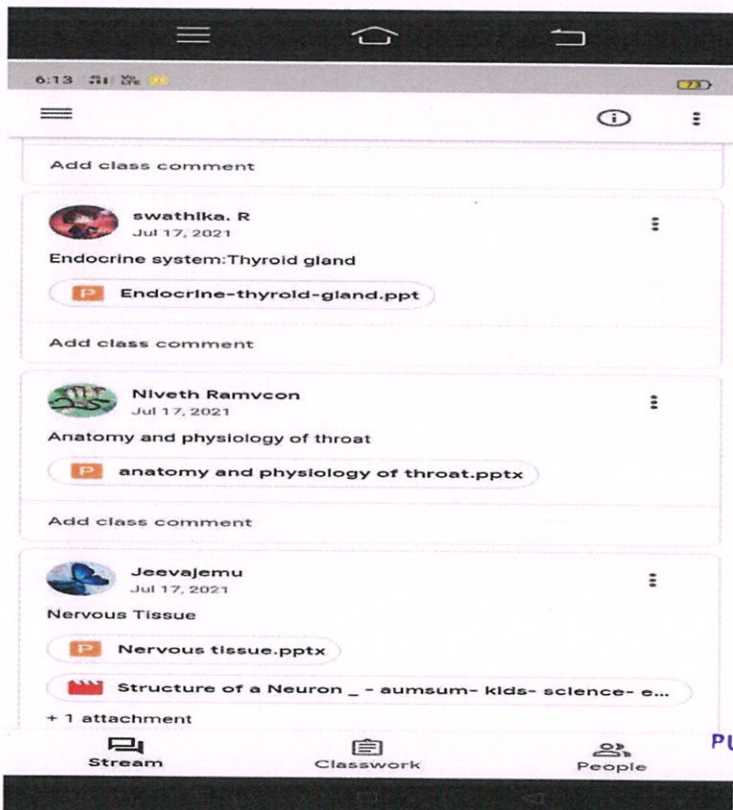 6:13
73
Add class comment
swathika. R
Jul 17, 2021
Endocrine system:Thyroid gland
P Endocrine-thyroid-gland.ppt
Add class comment
Niveth Ramvcon
Jul 17, 2021
Anatomy and physiology of throat
P anatomy and physiology of throat.pptx
Add class comment
Jeevajemu
Jul 17, 2021
Nervous Tissue
P Nervous tissue.pptx
Structure of a Neuron _ - aumsum- kids- science- e...
+ 1 attachment
Stream
Classwork
People
PU